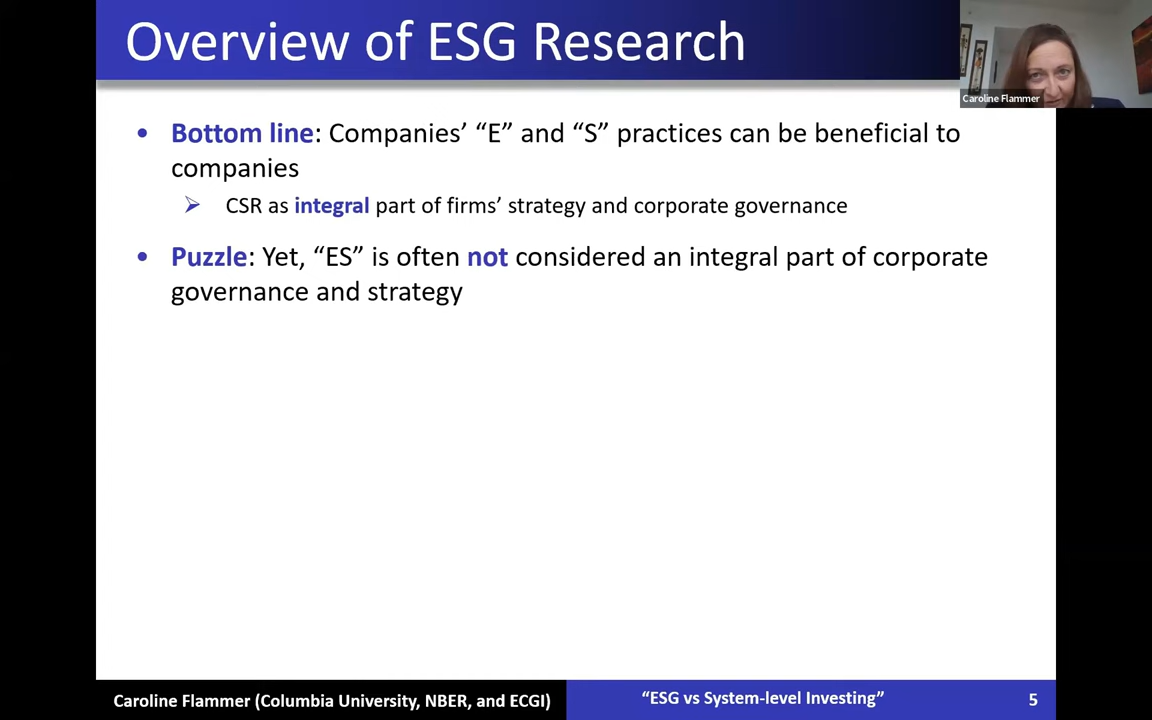 Overview of ESG Research
Caroline Flammer
• Bottom line: Companies’ “E” and “S” practices can be beneficial to
companies
➢ CSR as integral part of firms’ strategy and corporate governance
• Puzzle: Yet, “ES” is often not considered an integral part of corporate
governance and strategy
Caroline Flammer (Columbia University, NBER, and ECGI)
“ESG vs System-level Investing”
5